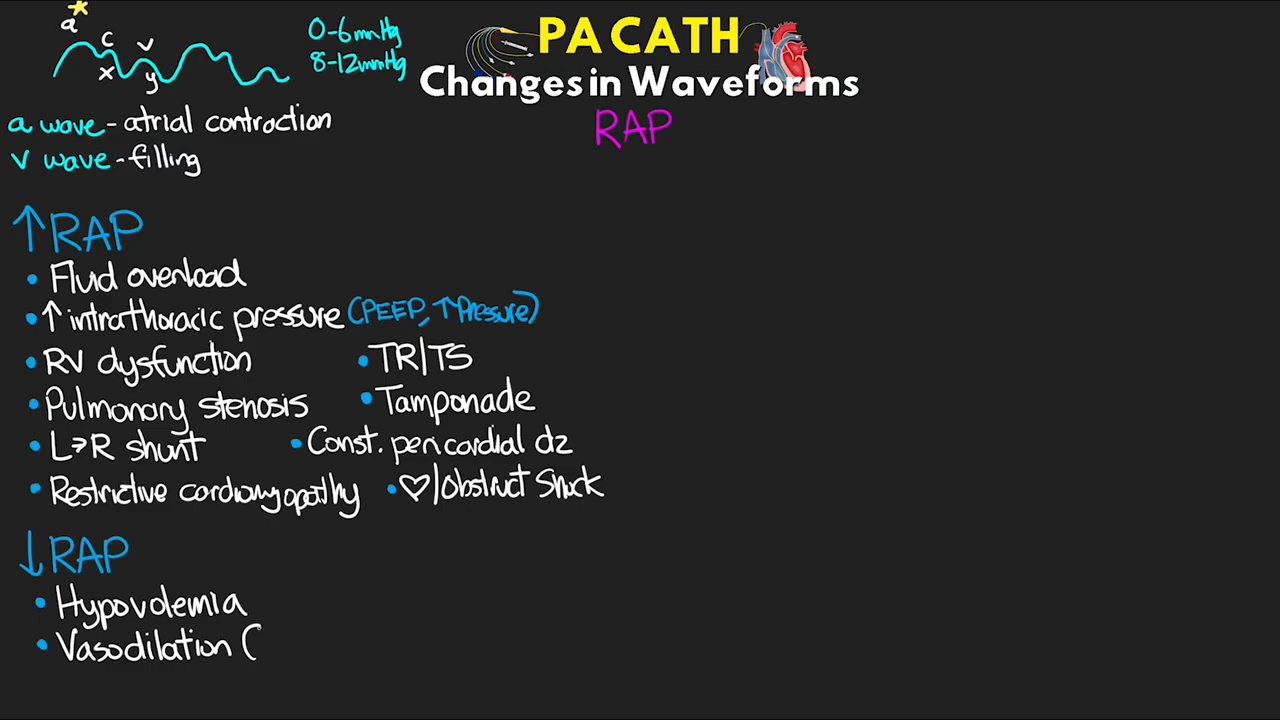 PA CATH
Changes in Waveforms
RAP
a
c
v
x
y
0-6mmHg
8-12mmHg
a wave - atrial contraction
v wave - filling
↑RAP
• Fluid overload
• ↑ intrathoracic pressure (PEEP, ↑Pressure)
• RV dysfunction
• TR/TS
• Pulmonary stenosis
• Tamponade
• L→R shunt
• Const. pericardial dz
• Restrictive cardiomyopathy
• ♡/Obstruct Shock
↓RAP
• Hypovolemia
• Vasodilation (